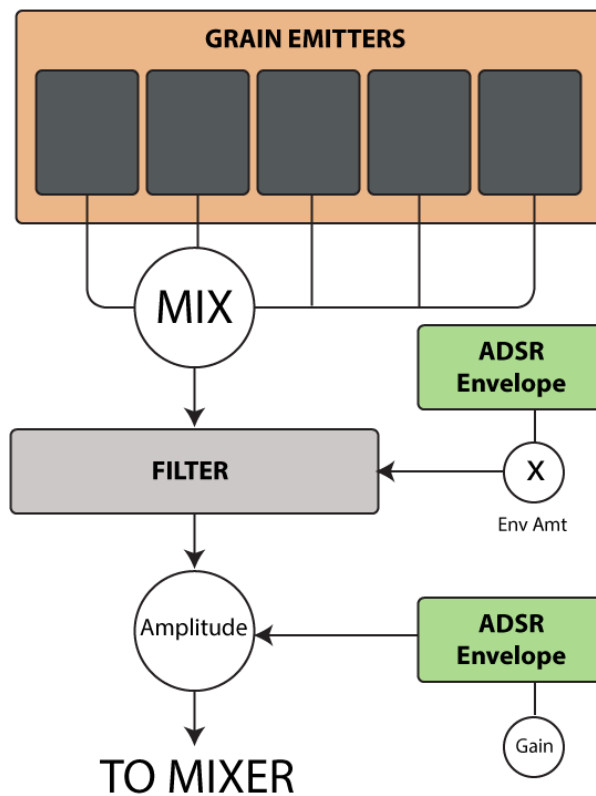 GRAIN EMITTERS
MIX
ADSR
Envelope
FILTER
X
Env Amt
Amplitude
ADSR
Envelope
Gain
TO MIXER